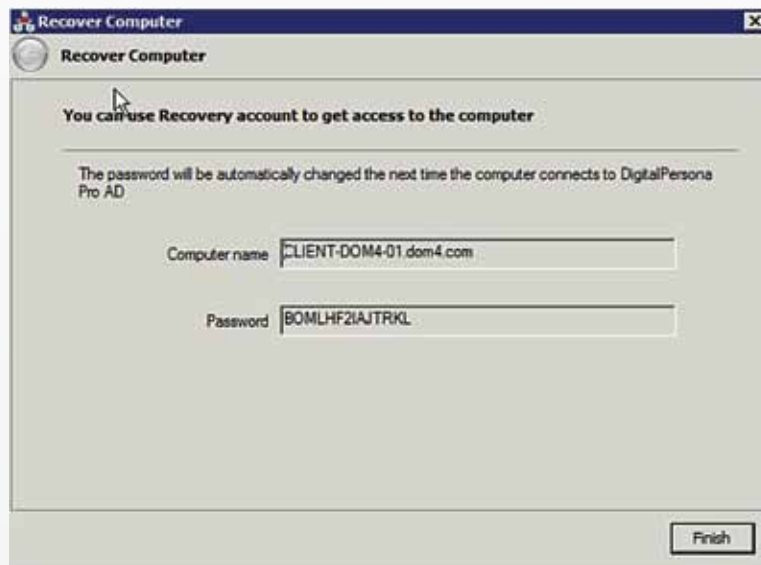 Recover Computer
Recover Computer
You can use Recovery account to get access to the computer
The password will be automatically changed the next time the computer connects to DigitalPersona
Pro AD
Computer name CLIENT-DOM4-01.dom4.com
Password BOMLHF2IAJTRKL
Finish